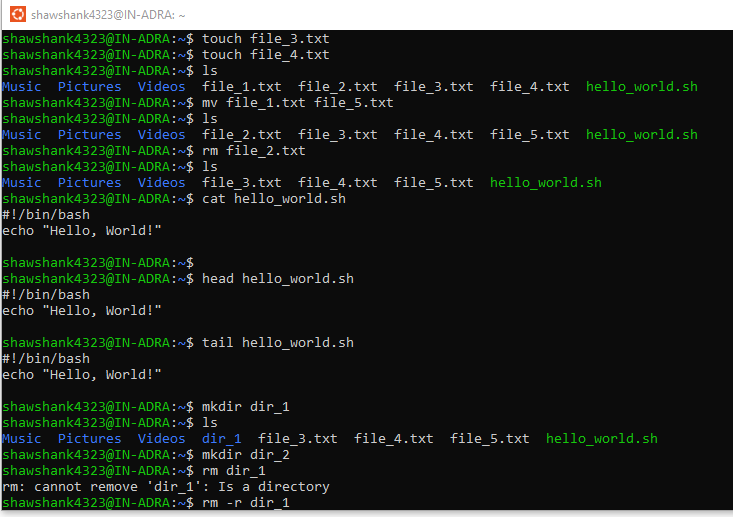 shawshank4323@IN-ADRA: ~
shawshank4323@IN-ADRA:~$ touch file_3.txt
shawshank4323@IN-ADRA:~$ touch file_4.txt
shawshank4323@IN-ADRA:~$ ls
Music  Pictures  Videos  file_1.txt  file_2.txt  file_3.txt  file_4.txt  hello_world.sh
shawshank4323@IN-ADRA:~$ mv file_1.txt file_5.txt
shawshank4323@IN-ADRA:~$ ls
Music  Pictures  Videos  file_2.txt  file_3.txt  file_4.txt  file_5.txt  hello_world.sh
shawshank4323@IN-ADRA:~$ rm file_2.txt
shawshank4323@IN-ADRA:~$ ls
Music  Pictures  Videos  file_3.txt  file_4.txt  file_5.txt  hello_world.sh
shawshank4323@IN-ADRA:~$ cat hello_world.sh
#!/bin/bash
echo "Hello, World!"
shawshank4323@IN-ADRA:~$
shawshank4323@IN-ADRA:~$ head hello_world.sh
#!/bin/bash
echo "Hello, World!"
shawshank4323@IN-ADRA:~$ tail hello_world.sh
#!/bin/bash
echo "Hello, World!"
shawshank4323@IN-ADRA:~$ mkdir dir_1
shawshank4323@IN-ADRA:~$ ls
Music  Pictures  Videos  dir_1  file_3.txt  file_4.txt  file_5.txt  hello_world.sh
shawshank4323@IN-ADRA:~$ mkdir dir_2
shawshank4323@IN-ADRA:~$ rm dir_1
rm: cannot remove 'dir_1': Is a directory
shawshank4323@IN-ADRA:~$ rm -r dir_1